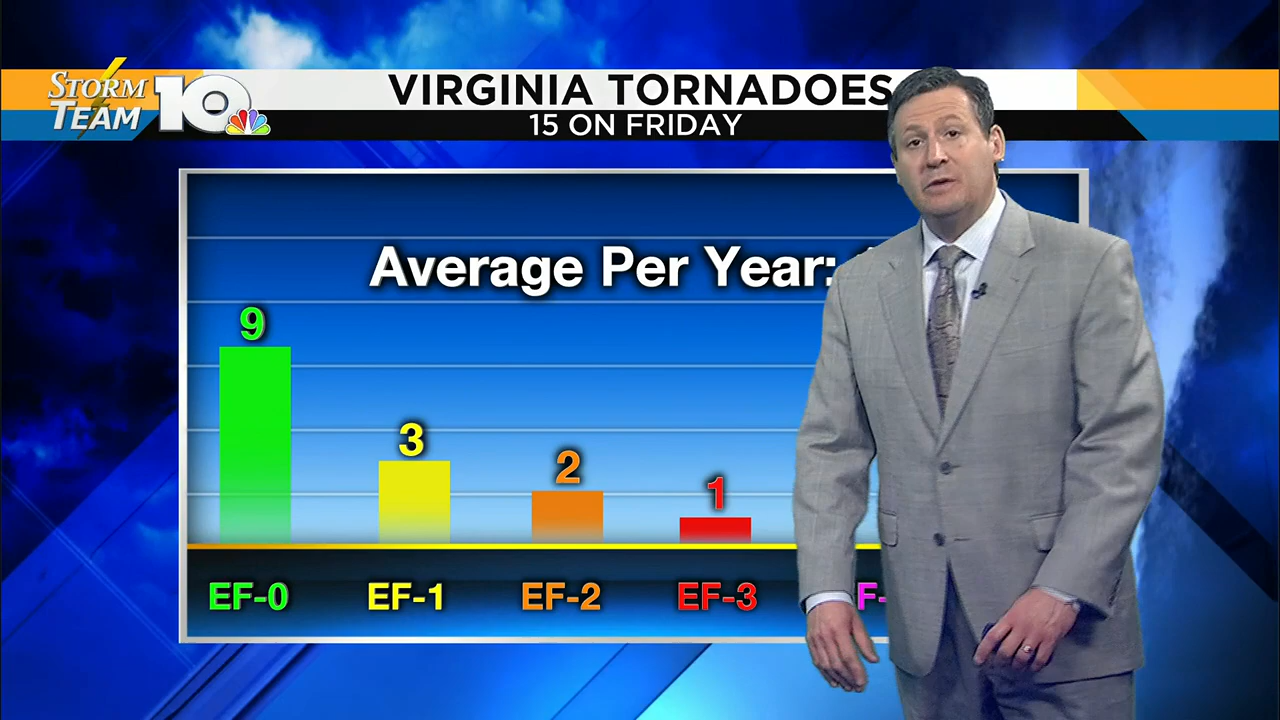 STORM
TEAM 10
VIRGINIA TORNADOES
15 ON FRIDAY
Average Per Year:
9
3
2
1
EF-0
EF-1
EF-2
EF-3
F-